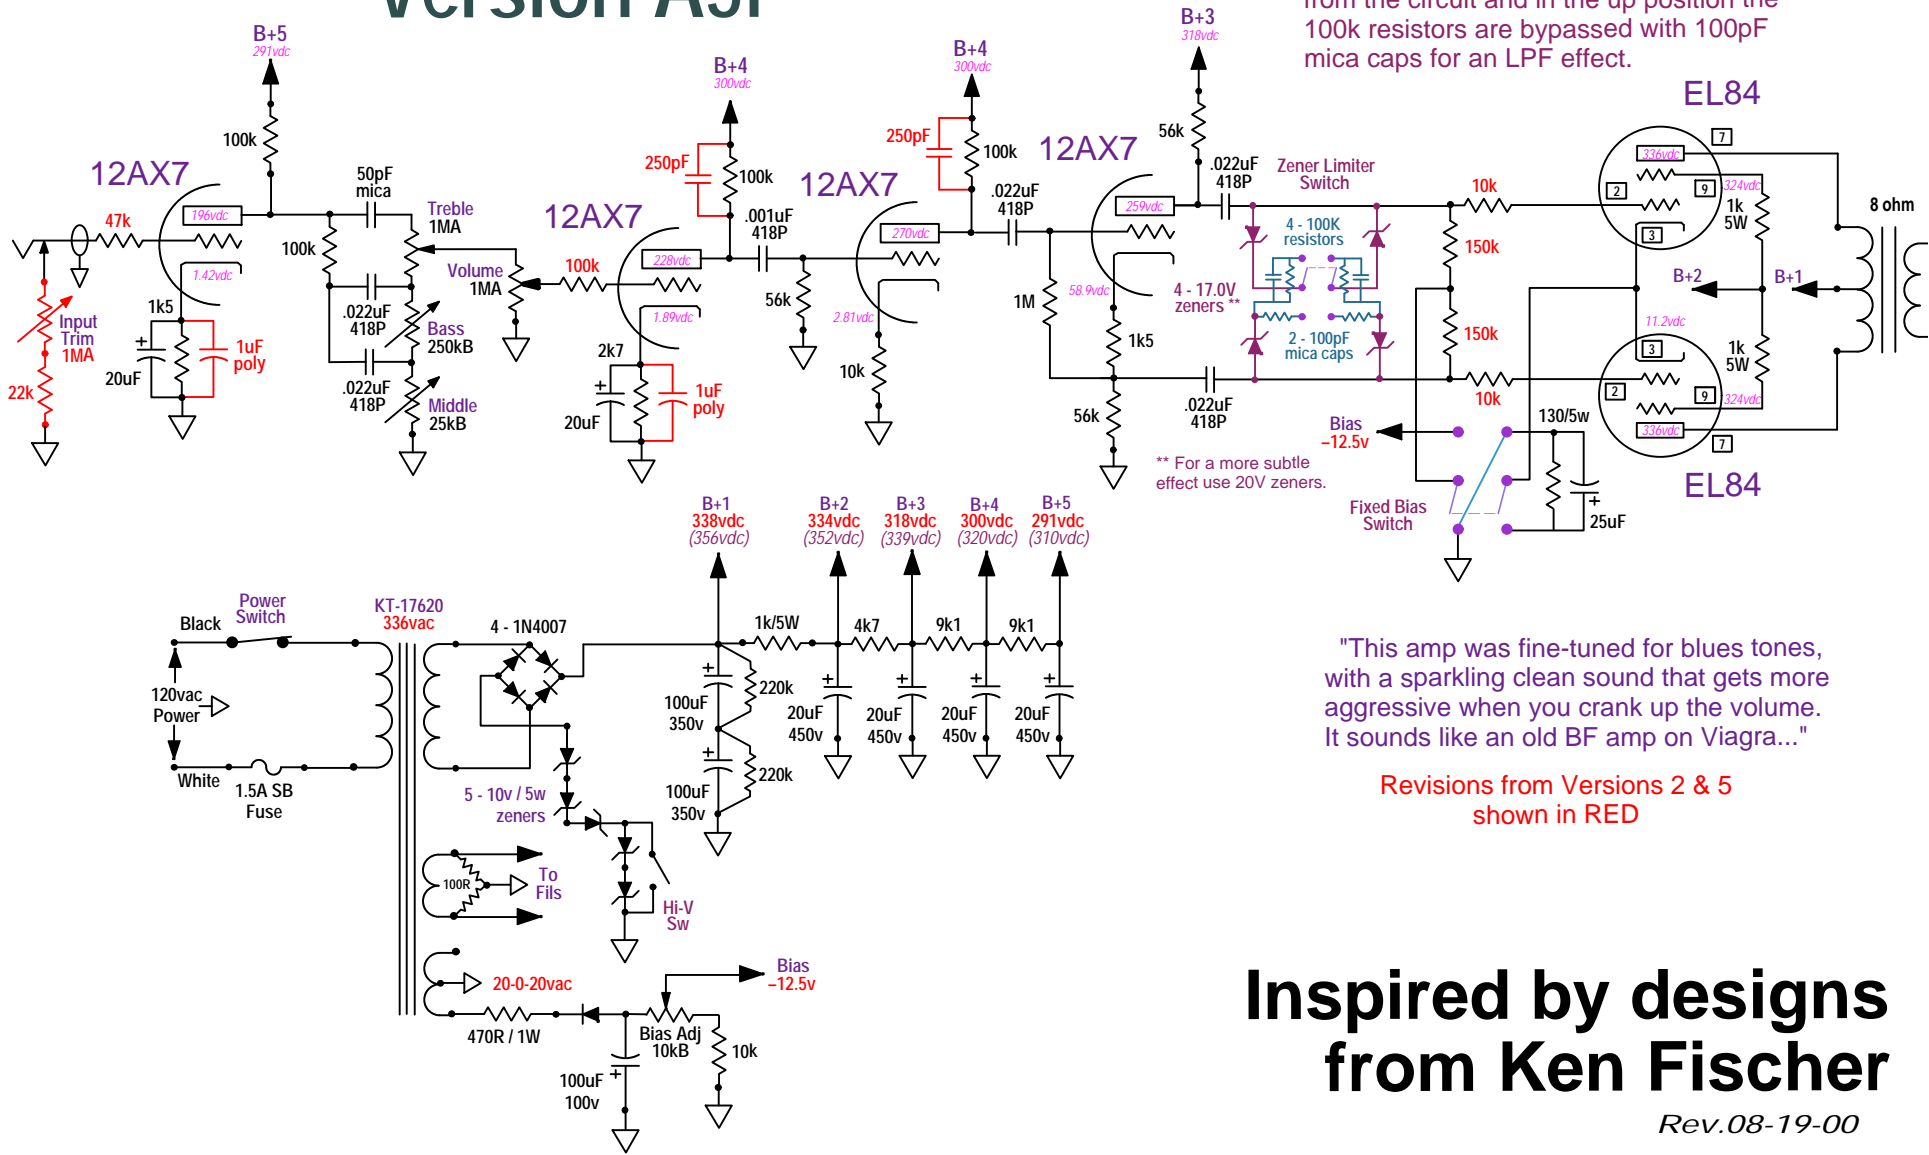 from the circuit and in the up position the
100k resistors are bypassed with 100pF
mica caps for an LPF effect.
B+5
291vdc
100k
12AX7
47k
196vdc
1.42vdc
1k5
20uF
1uF
poly
Input
Trim
1MA
22k
50pF
mica
Treble
1MA
100k
Volume
1MA
.022uF
418P
Bass
250kB
.022uF
418P
Middle
25kB
B+4
300vdc
250pF
100k
12AX7
100k
228vdc
1.89vdc
2k7
20uF
1uF
poly
.001uF
418P
56k
B+4
300vdc
250pF
100k
12AX7
270vdc
2.81vdc
10k
.022uF
418P
1M
B+3
318vdc
56k
12AX7
259vdc
58.9vdc
1k5
56k
.022uF
418P
.022uF
418P
Zener Limiter
Switch
4 - 100K
resistors
4 - 17.0V
zeners **
2 - 100pF
mica caps
** For a more subtle
effect use 20V zeners.
10k
150k
150k
10k
EL84
7
336vdc
2
9
324vdc
3
1k
5W
B+2
B+1
8 ohm
11.2vdc
3
1k
5W
2
9
324vdc
336vdc
7
EL84
Bias
–12.5v
130/5w
25uF
Fixed Bias
Switch
B+1
338vdc
(356vdc)
B+2
334vdc
(352vdc)
B+3
318vdc
(339vdc)
B+4
300vdc
(320vdc)
B+5
291vdc
(310vdc)
Power
Switch
Black
120vac
Power
White
1.5A SB
Fuse
KT-17620
336vac
4 - 1N4007
1k/5W
4k7
9k1
9k1
100uF
350v
220k
100uF
350v
220k
20uF
450v
20uF
450v
20uF
450v
20uF
450v
5 - 10v / 5w
zeners
Hi-V
Sw
100R
To
Fils
20-0-20vac
470R / 1W
100uF
100v
Bias Adj
10kB
10k
Bias
–12.5v
"This amp was fine-tuned for blues tones,
with a sparkling clean sound that gets more
aggressive when you crank up the volume.
It sounds like an old BF amp on Viagra..."
Revisions from Versions 2 & 5
shown in RED
Inspired by designs
from Ken Fischer
Rev.08-19-00